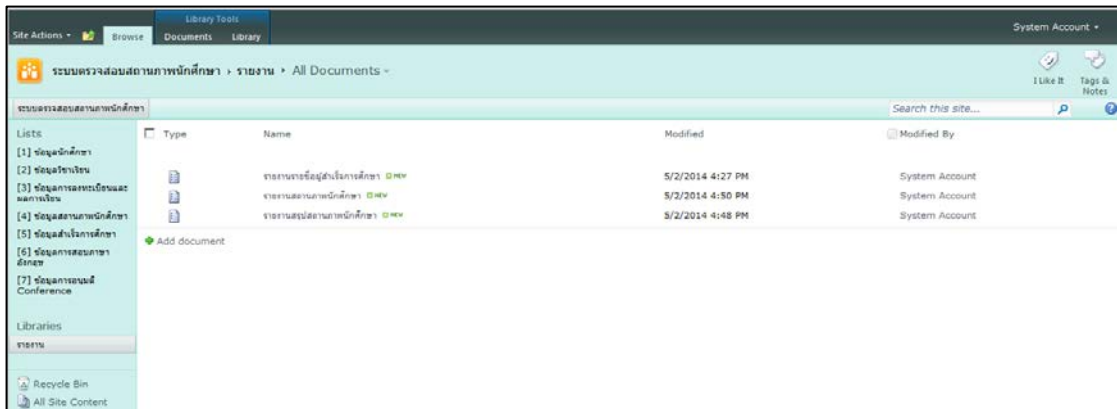 Library Tools
Site Actions
Browse
Documents
Library
System Account
ระบบตรวจสอบสถานภาพนักศึกษา › รายงาน › All Documents
I Like It
Tags &
Notes
ระบบตรวจสอบสถานภาพนักศึกษา
Search this site...
Lists
Type
Name
Modified
Modified By
[1] ข้อมูลนักศึกษา
[2] ข้อมูลวิชาเรียน
[3] ข้อมูลการลงทะเบียนและ
ผลการเรียน
[4] ข้อมูลสถานภาพนักศึกษา
[5] ข้อมูลสำเร็จการศึกษา
[6] ข้อมูลการสอบภาษา
อังกฤษ
[7] ข้อมูลการอนุมัติ
Conference
รายงานรายชื่อผู้สำเร็จการศึกษา NEW
5/2/2014 4:27 PM
System Account
รายงานสถานภาพนักศึกษา NEW
5/2/2014 4:50 PM
System Account
รายงานสรุปสถานภาพนักศึกษา NEW
5/2/2014 4:48 PM
System Account
Add document
Libraries
รายงาน
Recycle Bin
All Site Content